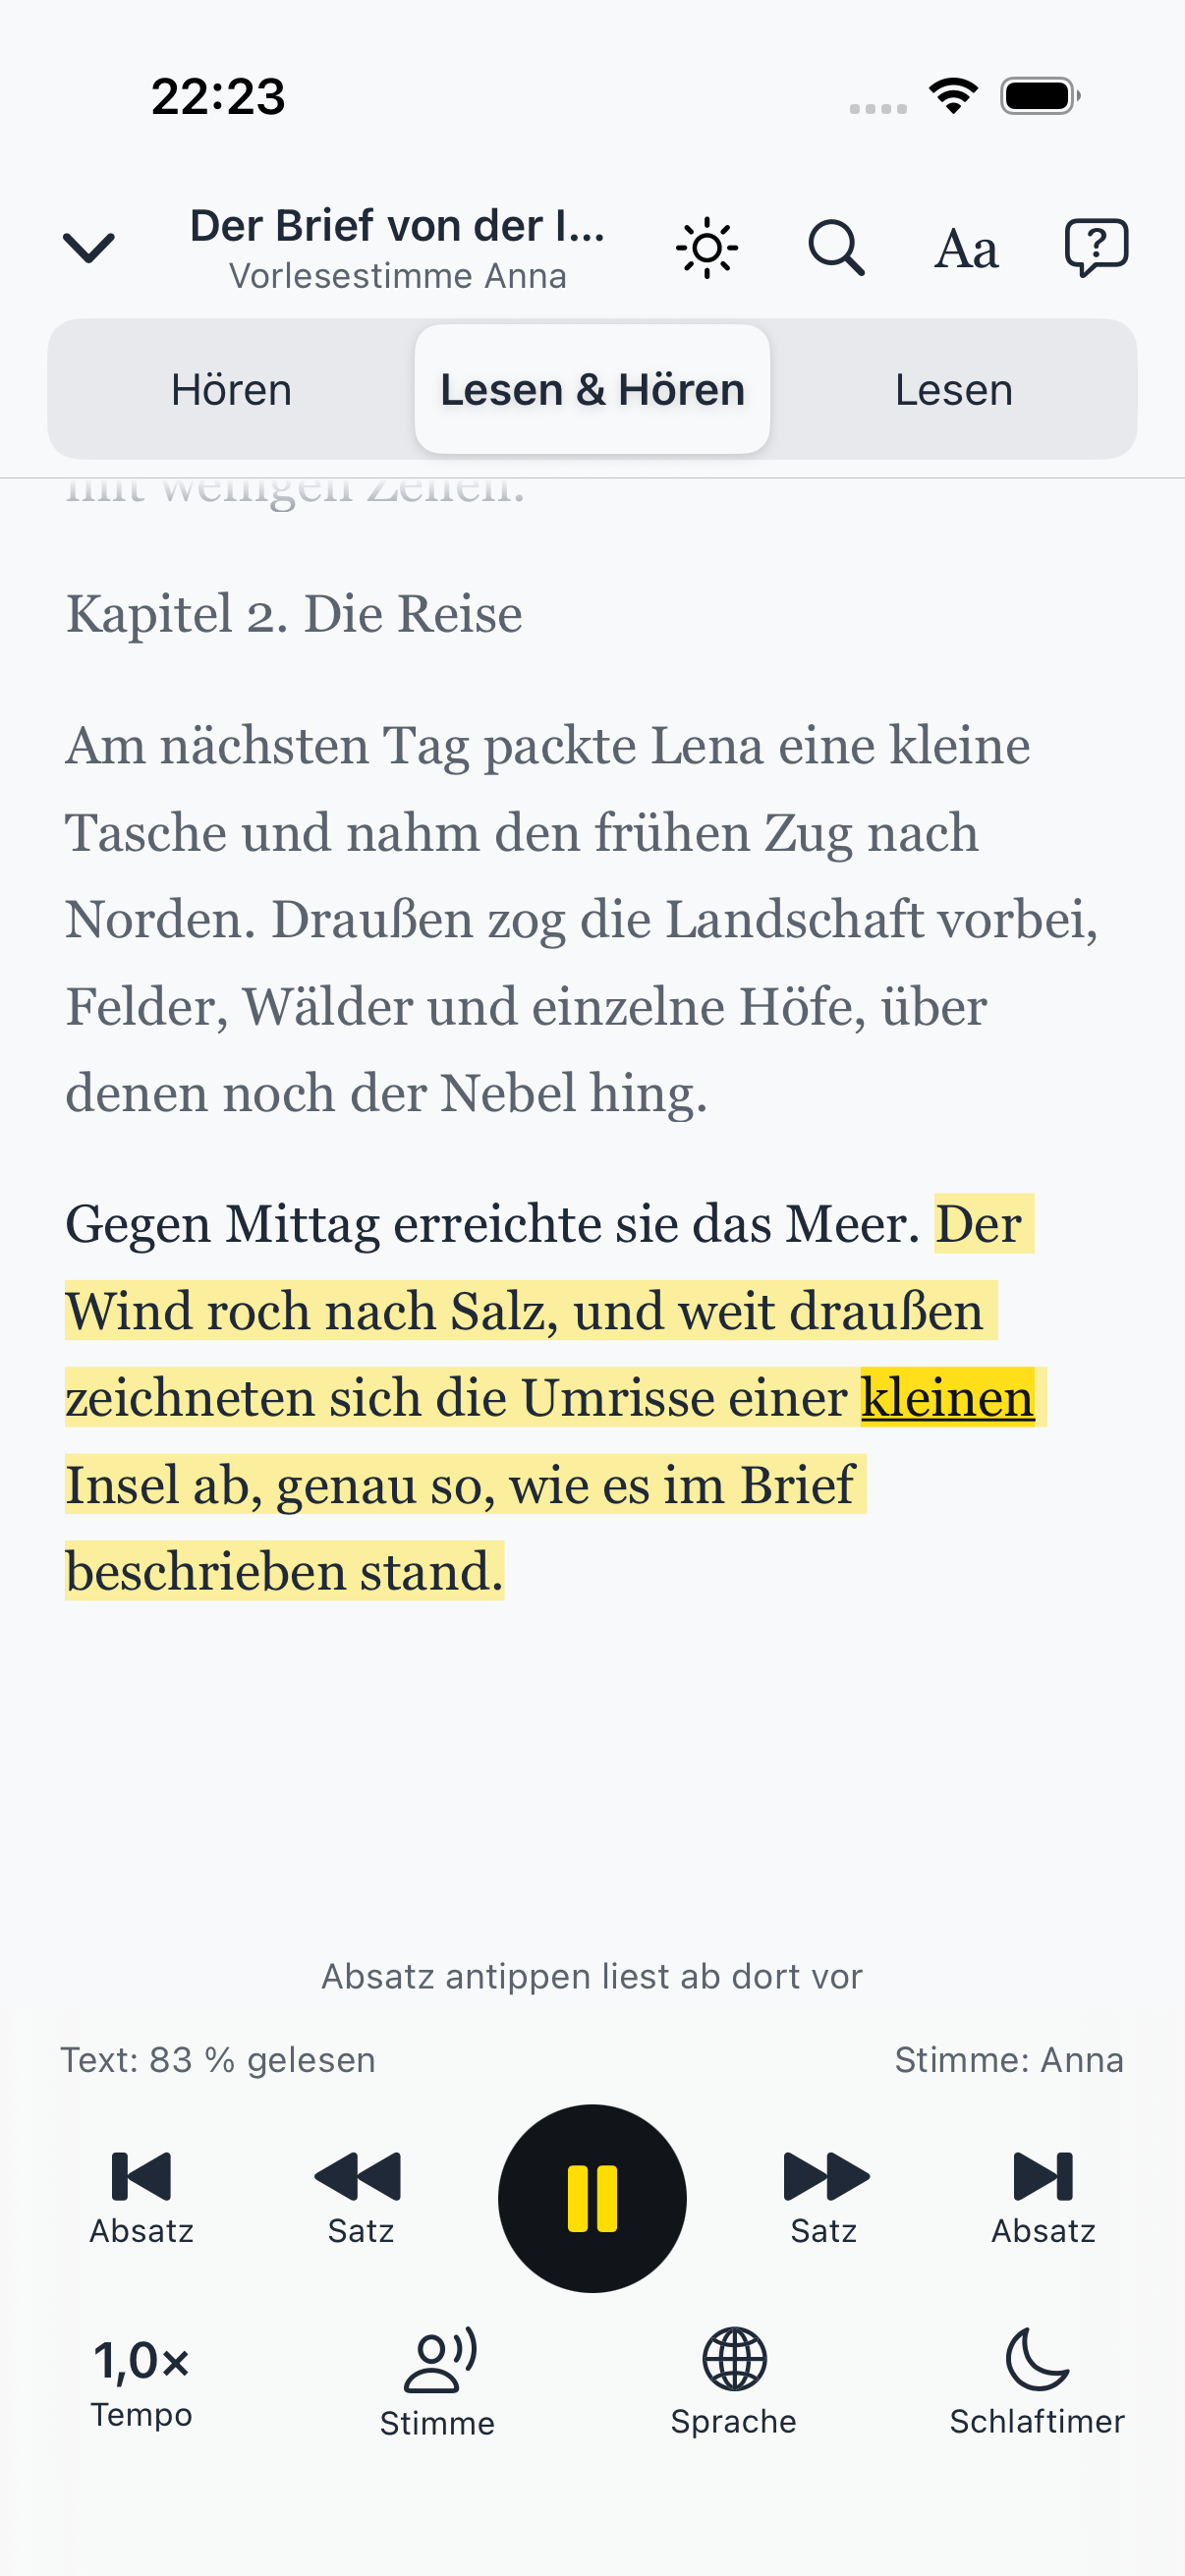 22:23
Der Brief von der I...
Vorlesestimme Anna
Aa
?
Hören
Lesen & Hören
Lesen
mit wenigen Zeilen.
Kapitel 2. Die Reise
Am nächsten Tag packte Lena eine kleine
Tasche und nahm den frühen Zug nach
Norden. Draußen zog die Landschaft vorbei,
Felder, Wälder und einzelne Höfe, über
denen noch der Nebel hing.
Gegen Mittag erreichte sie das Meer. Der
Wind roch nach Salz, und weit draußen
zeichneten sich die Umrisse einer kleinen
Insel ab, genau so, wie es im Brief
beschrieben stand.
Absatz antippen liest ab dort vor
Text: 83 % gelesen
Stimme: Anna
Absatz
Satz
Satz
Absatz
1,0×
Tempo
Stimme
Sprache
Schlaftimer